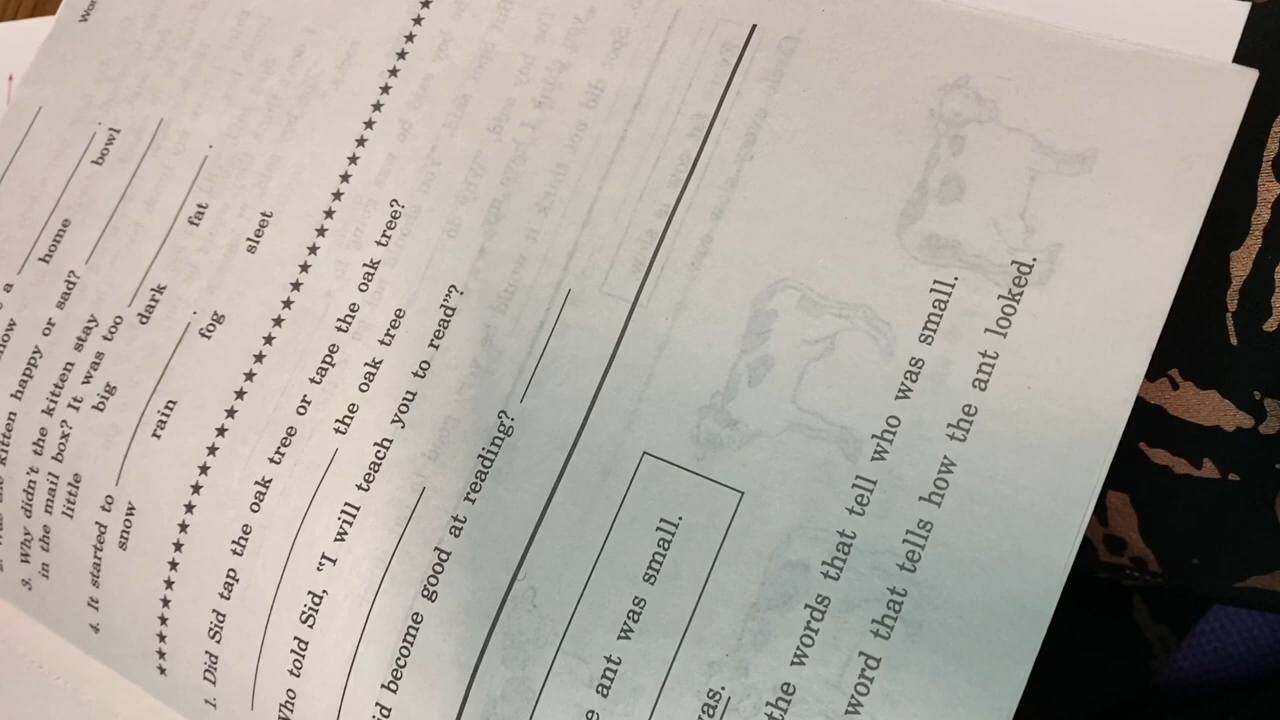 Wor
a
home bowl
kitten happy or sad?
3. Why didn't the kitten stay
in the mail box? It was too
little big dark fat
4. It started to
snow rain fog sleet
1. Did Sid tap the oak tree or tape the oak tree?
the oak tree
Who told Sid, "I will teach you to read"?
id become good at reading?
e ant was small.
as.
the words that tell who was small.
word that tells how the ant looked.